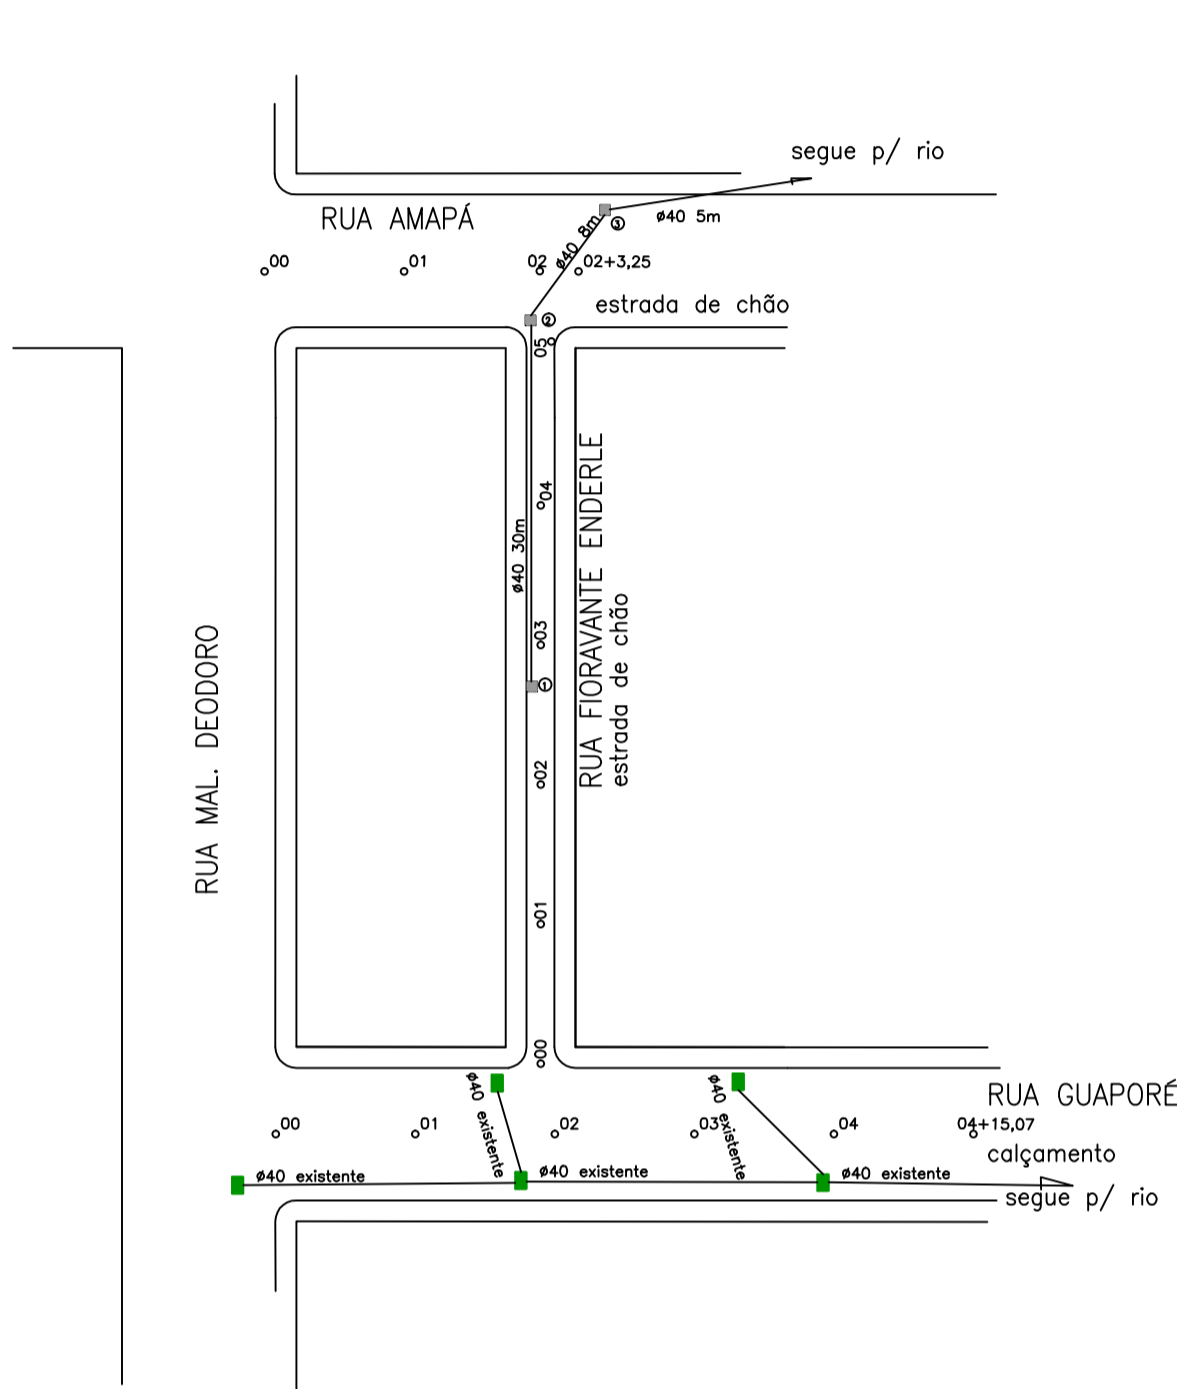 segue p/ rio
RUA AMAPÁ
ø40 5m
ø40 8m
3
00
01
02
02+3,25
estrada de chão
2
05
04
ø40 30m
03
1
02
01
00
RUA FIORAVANTE ENDERLE
estrada de chão
RUA MAL. DEODORO
ø40 existente
ø40 existente
RUA GUAPORÉ
00
01
02
03
04
04+15,07
calçamento
ø40 existente
ø40 existente
ø40 existente
segue p/ rio